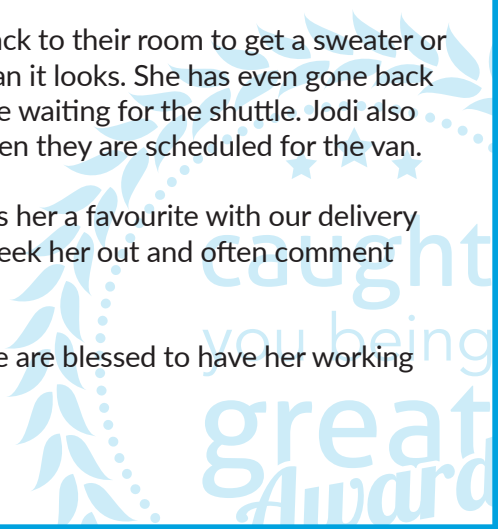 ack to their room to get a sweater or
an it looks. She has even gone back
e waiting for the shuttle. Jodi also
en they are scheduled for the van.
s her a favourite with our delivery
eek her out and often comment
e are blessed to have her working
caught
you being
great
Award